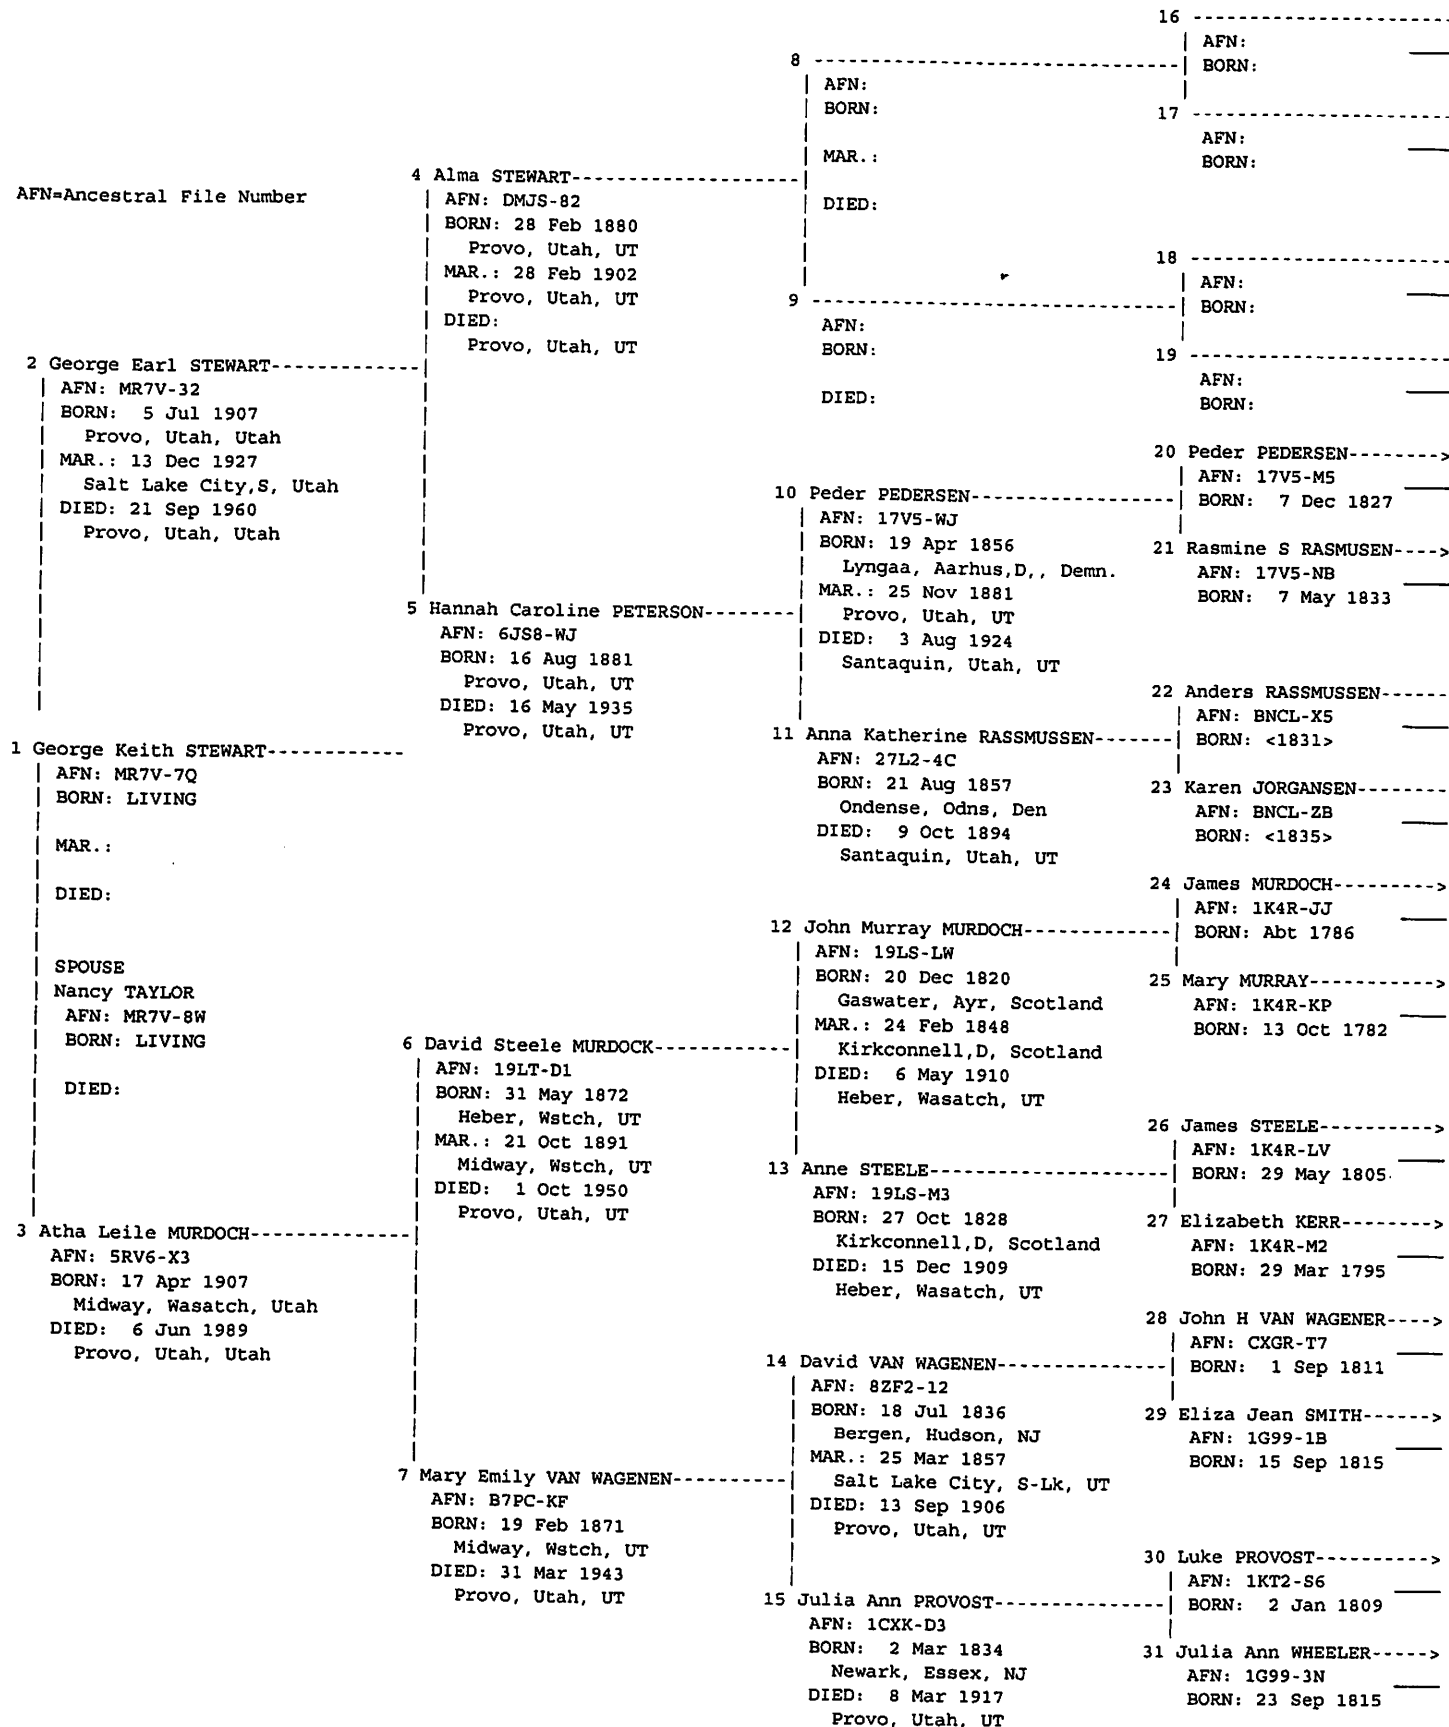 AFN=Ancestral File Number
1 George Keith STEWART------------
AFN: MR7V-7Q
BORN: LIVING
MAR.:
DIED:
SPOUSE
Nancy TAYLOR
AFN: MR7V-8W
BORN: LIVING
DIED:
2 George Earl STEWART------------
AFN: MR7V-32
BORN: 5 Jul 1907
Provo, Utah, Utah
MAR.: 13 Dec 1927
Salt Lake City,S, Utah
DIED: 21 Sep 1960
Provo, Utah, Utah
3 Atha Leile MURDOCH-------------
AFN: 5RV6-X3
BORN: 17 Apr 1907
Midway, Wasatch, Utah
DIED: 6 Jun 1989
Provo, Utah, Utah
4 Alma STEWART-------------------
AFN: DMJS-82
BORN: 28 Feb 1880
Provo, Utah, UT
MAR.: 28 Feb 1902
Provo, Utah, UT
DIED:
Provo, Utah, UT
5 Hannah Caroline PETERSON--------
AFN: 6JS8-WJ
BORN: 16 Aug 1881
Provo, Utah, UT
DIED: 16 May 1935
Provo, Utah, UT
6 David Steele MURDOCK-----------
AFN: 19LT-D1
BORN: 31 May 1872
Heber, Wstch, UT
MAR.: 21 Oct 1891
Midway, Wstch, UT
DIED: 1 Oct 1950
Provo, Utah, UT
7 Mary Emily VAN WAGENEN----------
AFN: B7PC-KF
BORN: 19 Feb 1871
Midway, Wstch, UT
DIED: 31 Mar 1943
Provo, Utah, UT
8 ------------------------------
AFN:
BORN:
MAR.:
DIED:
9 ------------------------------
AFN:
BORN:
DIED:
10 Peder PEDERSEN----------------
AFN: 17V5-WJ
BORN: 19 Apr 1856
Lyngaa, Aarhus,D,, Demn.
MAR.: 25 Nov 1881
Provo, Utah, UT
DIED: 3 Aug 1924
Santaquin, Utah, UT
11 Anna Katherine RASSMUSSEN------
AFN: 27L2-4C
BORN: 21 Aug 1857
Ondense, Odns, Den
DIED: 9 Oct 1894
Santaquin, Utah, UT
12 John Murray MURDOCH------------
AFN: 19LS-LW
BORN: 20 Dec 1820
Gaswater, Ayr, Scotland
MAR.: 24 Feb 1848
Kirkconnell,D, Scotland
DIED: 6 May 1910
Heber, Wasatch, UT
13 Anne STEELE-------------------
AFN: 19LS-M3
BORN: 27 Oct 1828
Kirkconnell,D, Scotland
DIED: 15 Dec 1909
Heber, Wasatch, UT
14 David VAN WAGENEN--------------
AFN: 8ZF2-12
BORN: 18 Jul 1836
Bergen, Hudson, NJ
MAR.: 25 Mar 1857
Salt Lake City, S-Lk, UT
DIED: 13 Sep 1906
Provo, Utah, UT
15 Julia Ann PROVOST--------------
AFN: 1CXK-D3
BORN: 2 Mar 1834
Newark, Essex, NJ
DIED: 8 Mar 1917
Provo, Utah, UT
16 ----------------------
AFN:
BORN:
17 ----------------------
AFN:
BORN:
18 ----------------------
AFN:
BORN:
19 ----------------------
AFN:
BORN:
20 Peder PEDERSEN-------->
AFN: 17V5-M5
BORN: 7 Dec 1827
21 Rasmine S RASMUSEN---->
AFN: 17V5-NB
BORN: 7 May 1833
22 Anders RASSMUSSEN------
AFN: BNCL-X5
BORN: <1831>
23 Karen JORGANSEN--------
AFN: BNCL-ZB
BORN: <1835>
24 James MURDOCH--------->
AFN: 1K4R-JJ
BORN: Abt 1786
25 Mary MURRAY----------->
AFN: 1K4R-KP
BORN: 13 Oct 1782
26 James STEELE---------->
AFN: 1K4R-LV
BORN: 29 May 1805
27 Elizabeth KERR-------->
AFN: 1K4R-M2
BORN: 29 Mar 1795
28 John H VAN WAGENER---->
AFN: CXGR-T7
BORN: 1 Sep 1811
29 Eliza Jean SMITH------>
AFN: 1G99-1B
BORN: 15 Sep 1815
30 Luke PROVOST---------->
AFN: 1KT2-S6
BORN: 2 Jan 1809
31 Julia Ann WHEELER----->
AFN: 1G99-3N
BORN: 23 Sep 1815